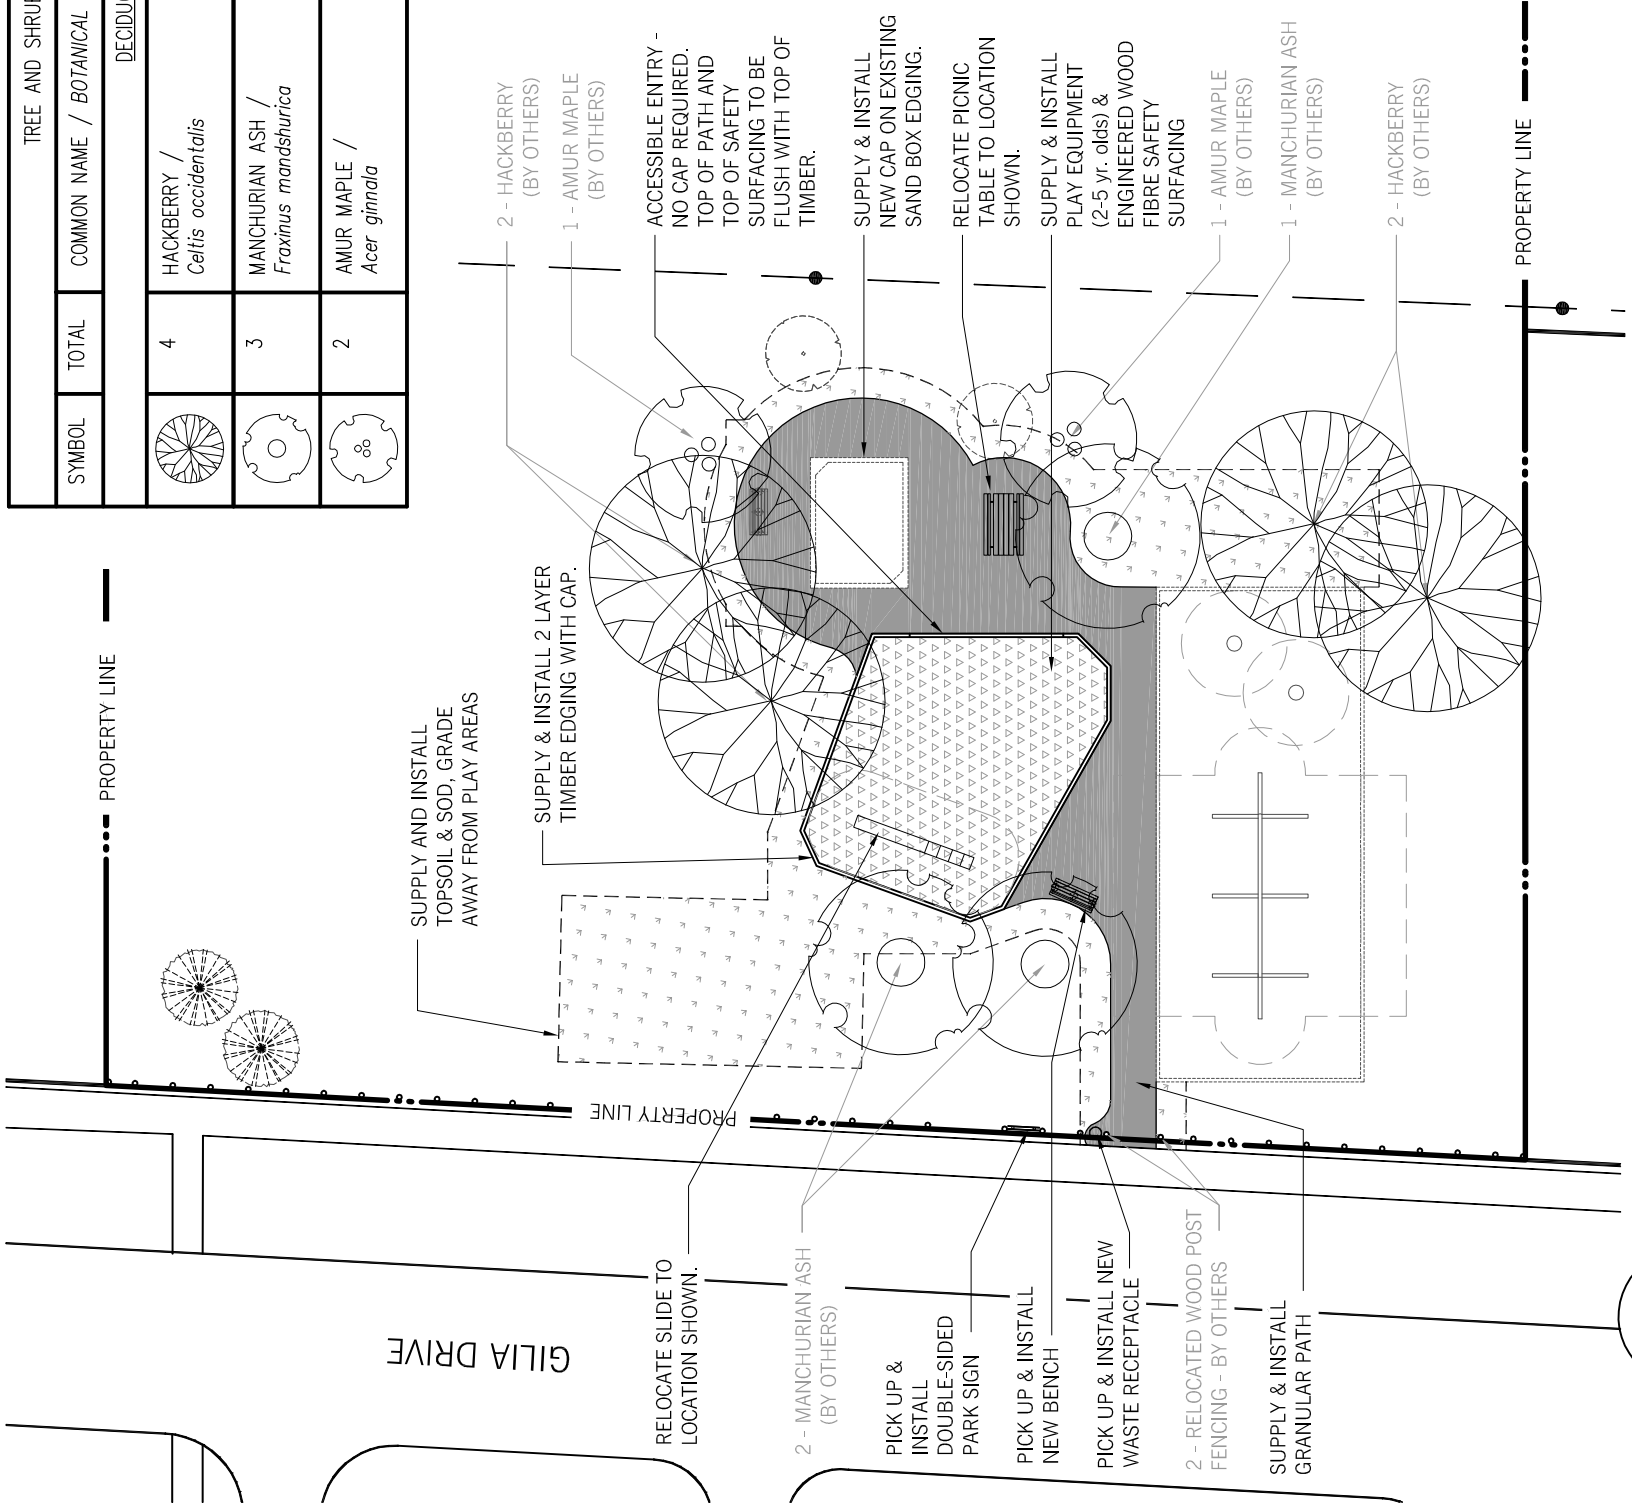 TREE AND SHRUB
SYMBOL TOTAL COMMON NAME / BOTANICAL
4 HACKBERRY /
Celtis occidentalis
3 MANCHURIAN ASH /
Fraxinus mandshurica
2 AMUR MAPLE /
Acer ginnala
PROPERTY LINE
SUPPLY AND INSTALL
TOPSOIL & SOD, GRADE
AWAY FROM PLAY AREAS
SUPPLY & INSTALL 2 LAYER
TIMBER EDGING WITH CAP.
2 - HACKBERRY
(BY OTHERS)
1 - AMUR MAPLE
(BY OTHERS)
ACCESSIBLE ENTRY -
NO CAP REQUIRED.
TOP OF PATH AND
TOP OF SAFETY
SURFACING TO BE
FLUSH WITH TOP OF
TIMBER.
SUPPLY & INSTALL
NEW CAP ON EXISTING
SAND BOX EDGING.
RELOCATE PICNIC
TABLE TO LOCATION
SHOWN.
SUPPLY & INSTALL
PLAY EQUIPMENT
(2-5 yr. olds) &
ENGINEERED WOOD
FIBRE SAFETY
SURFACING
1 - AMUR MAPLE
(BY OTHERS)
1 - MANCHURIAN ASH
(BY OTHERS)
2 - HACKBERRY
(BY OTHERS)
PROPERTY LINE
PROPERTY LINE
GILIA DRIVE
RELOCATE SLIDE TO
LOCATION SHOWN.
2 - MANCHURIAN ASH
(BY OTHERS)
PICK UP &
INSTALL
DOUBLE-SIDED
PARK SIGN
PICK UP & INSTALL
NEW BENCH
PICK UP & INSTALL NEW
WASTE RECEPTACLE
2 - RELOCATED WOOD POST
FENCING - BY OTHERS
SUPPLY & INSTALL
GRANULAR PATH